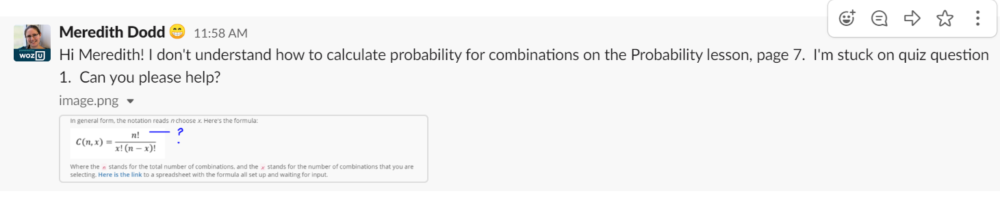 Meredith Dodd 😁 11:58 AM
WOZ U
Hi Meredith! I don't understand how to calculate probability for combinations on the Probability lesson, page 7. I'm stuck on quiz question
1. Can you please help?
image.png
In general form, the notation reads n choose x. Here's the formula:
C(n, x) = n! / x! (n − x)! ?
Where the n stands for the total number of combinations, and the x stands for the number of combinations that you are
selecting. Here is the link to a spreadsheet with the formula all set up and waiting for input.